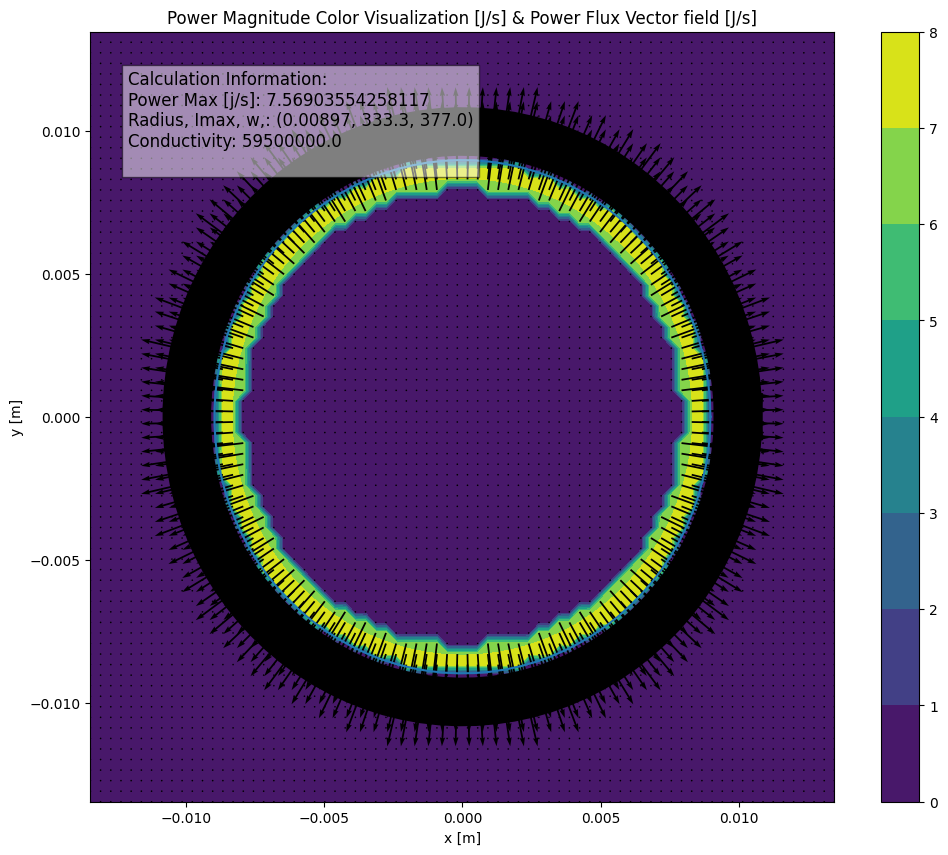 Power Magnitude Color Visualization [J/s] & Power Flux Vector field [J/s]
Calculation Information:
Power Max [j/s]: 7.56903554258117
Radius, Imax, w,: (0.00897, 333.3, 377.0)
Conductivity: 59500000.0
0.010
0.005
0.000
−0.005
−0.010
y [m]
−0.010
−0.005
0.000
0.005
0.010
x [m]
8
7
6
5
4
3
2
1
0